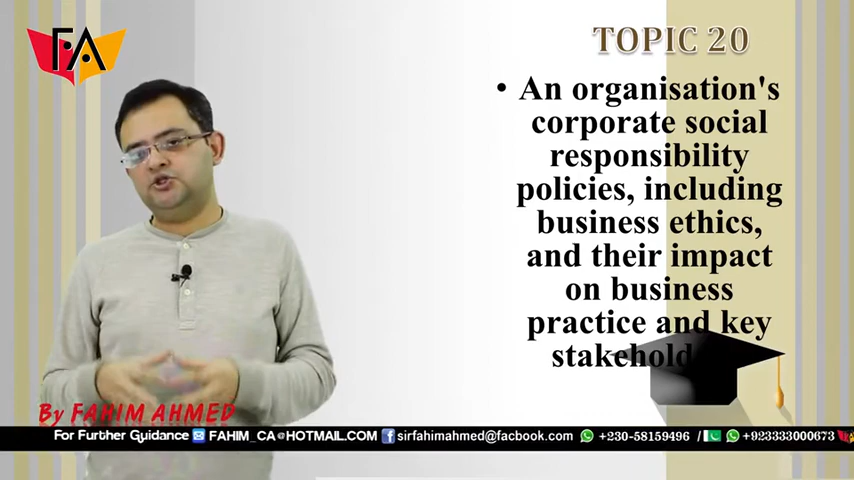 FA
TOPIC 20
• An organisation's
corporate social
responsibility
policies, including
business ethics,
and their impact
on business
practice and key
By FAHIM AHMED
For Further Guidance FAHIM_CA@HOTMAIL.COM sirfahimahmed@facbook.com +230-58159496 / +923333000673